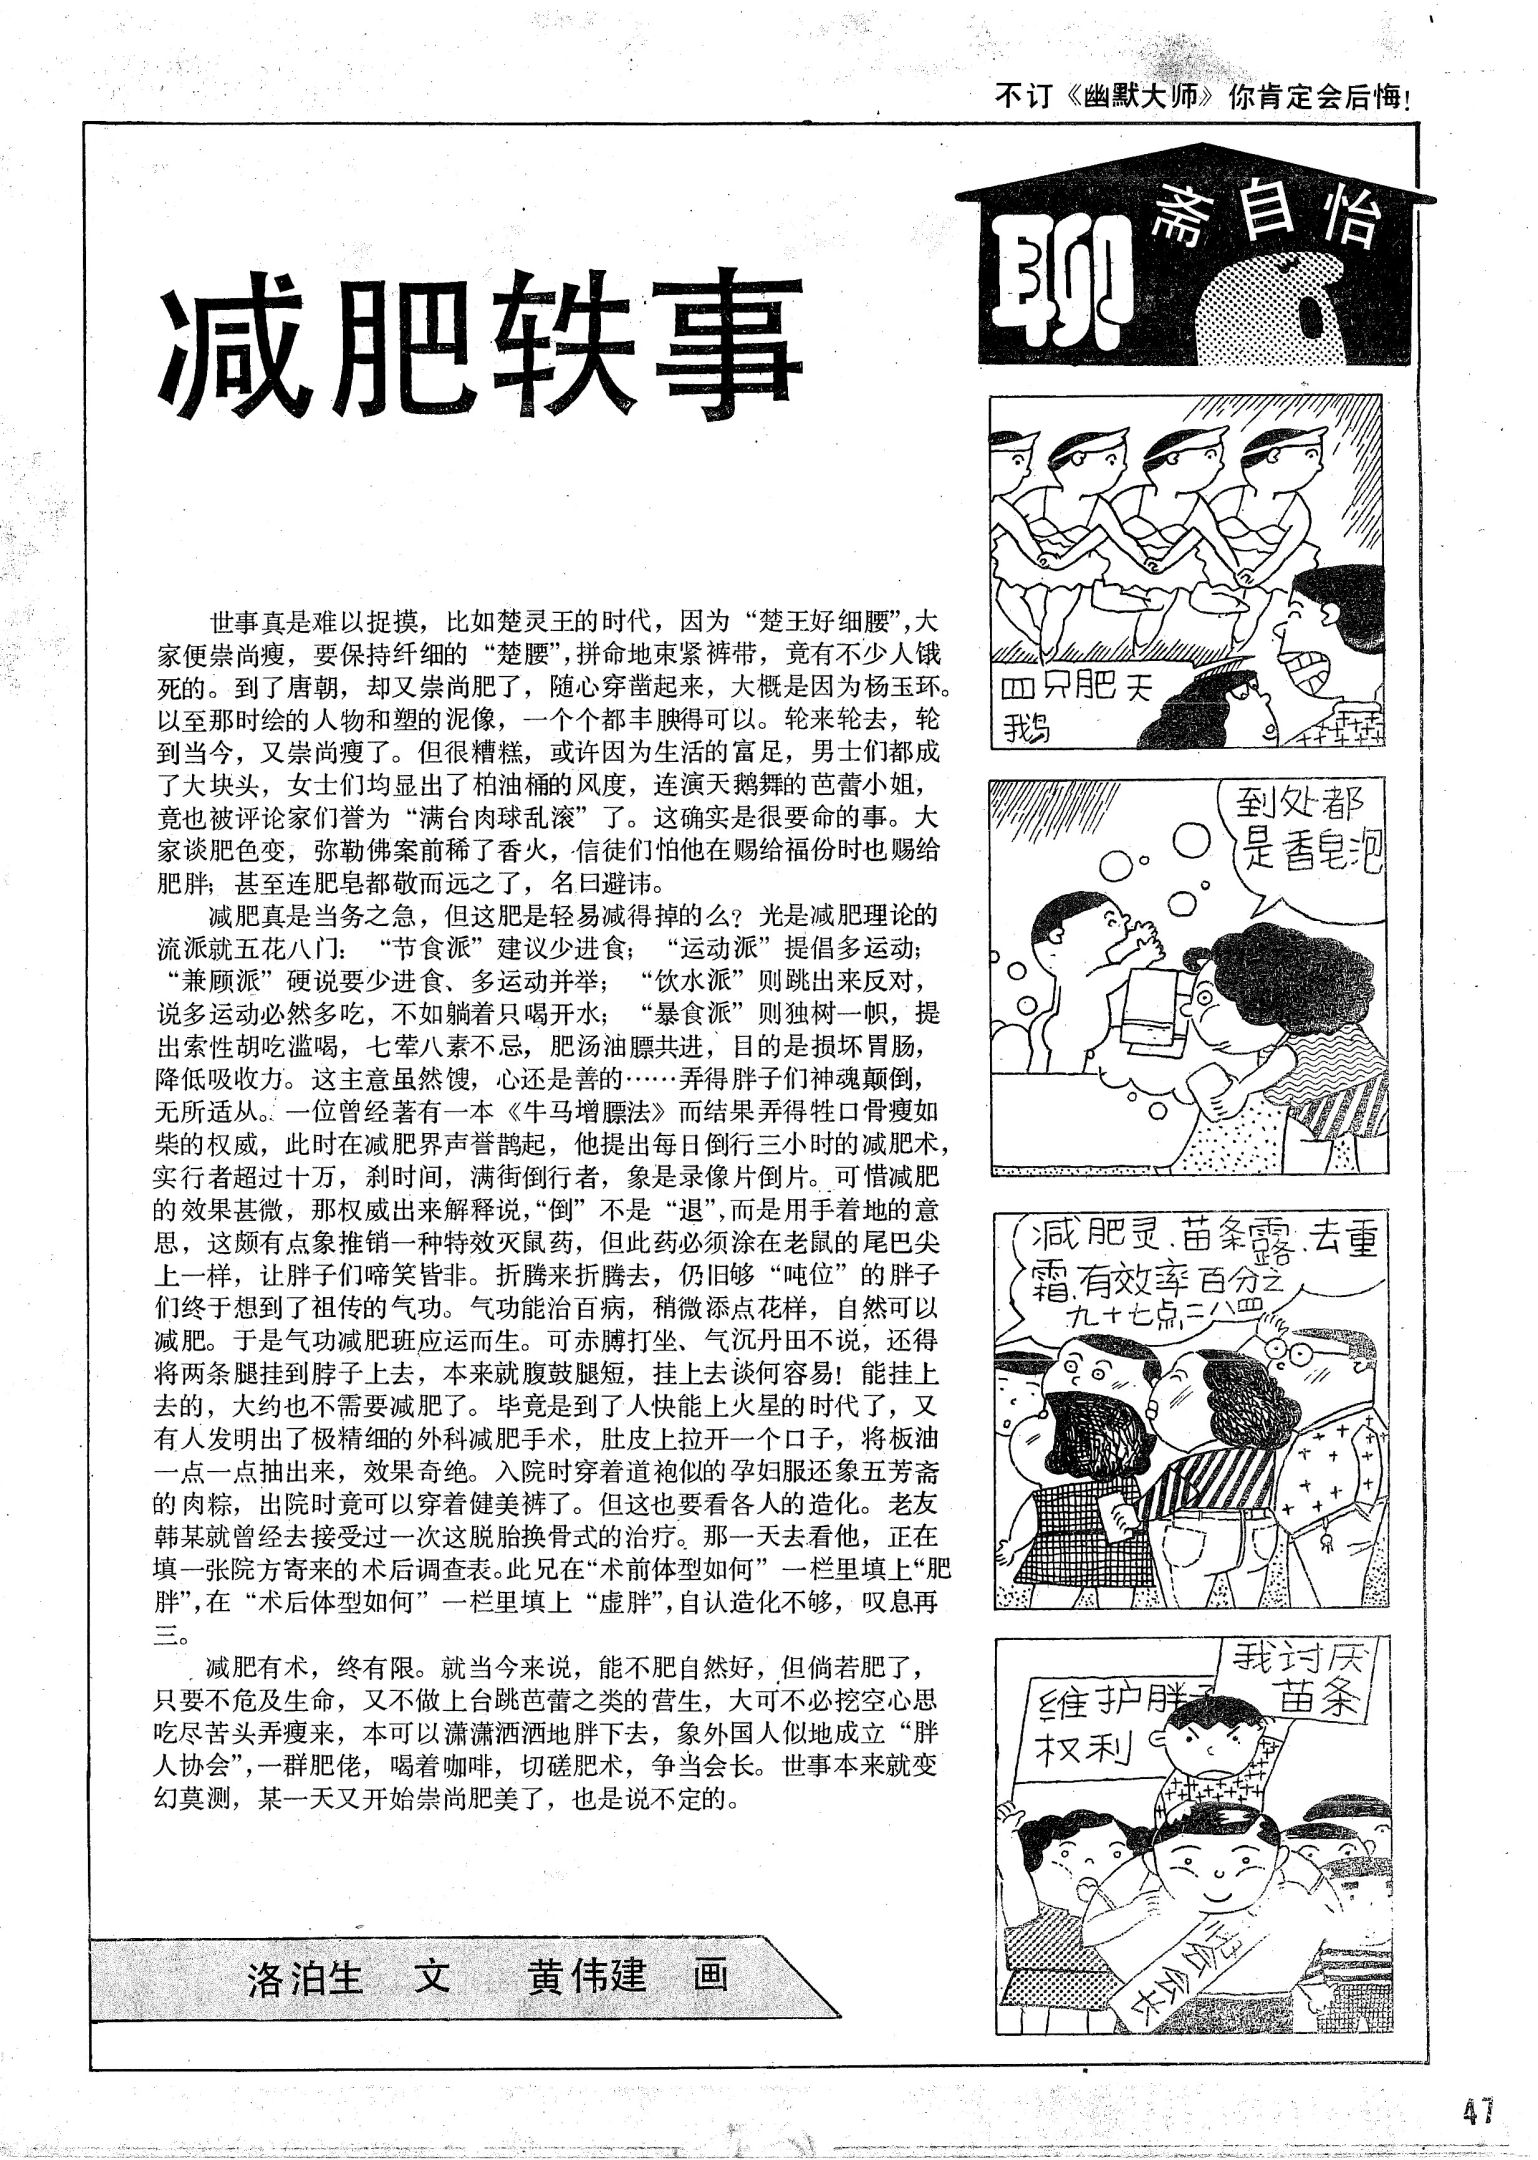 不订《幽默大师》你肯定会后悔!
聊斋自怡
减肥轶事
世事真是难以捉摸，比如楚灵王的时代，因为“楚王好细腰”，大
家便崇尚瘦，要保持纤细的“楚腰”，拼命地束紧裤带，竟有不少人饿
死的。到了唐朝，却又崇尚肥了，随心穿凿起来，大概是因为杨玉环。
以至那时绘的人物和塑的泥像，一个个都丰腴得可以。轮来轮去，轮
到当今，又崇尚瘦了。但很糟糕，或许因为生活的富足，男士们都成
了大块头，女士们均显出了柏油桶的风度，连演天鹅舞的芭蕾小姐，
竟也被评论家们誉为“满台肉球乱滚”了。这确实是很要命的事。大
家谈肥色变，弥勒佛案前稀了香火，信徒们怕他在赐给福份时也赐给
肥胖；甚至连肥皂都敬而远之了，名曰避讳。
减肥真是当务之急，但这肥是轻易减得掉的么？光是减肥理论的
流派就五花八门：“节食派”建议少进食；“运动派”提倡多运动；
“兼顾派”硬说要少进食、多运动并举；“饮水派”则跳出来反对，
说多运动必然多吃，不如躺着只喝开水；“暴食派”则独树一帜，提
出索性胡吃滥喝，七荤八素不忌，肥汤油膘共进，目的是损坏胃肠，
降低吸收力。这主意虽然馊，心还是善的……弄得胖子们神魂颠倒，
无所适从。一位曾经著有一本《牛马增膘法》而结果弄得牲口骨瘦如
柴的权威，此时在减肥界声誉鹊起，他提出每日倒行三小时的减肥术，
实行者超过十万，刹时间，满街倒行者，象是录像片倒片。可惜减肥
的效果甚微，那权威出来解释说，“倒”不是“退”，而是用手着地的意
思，这颇有点象推销一种特效灭鼠药，但此药必须涂在老鼠的尾巴尖
上一样，让胖子们啼笑皆非。折腾来折腾去，仍旧够“吨位”的胖子
们终于想到了祖传的气功。气功能治百病，稍微添点花样，自然可以
减肥。于是气功减肥班应运而生。可赤膊打坐、气沉丹田不说，还得
将两条腿挂到脖子上去，本来就腹鼓腿短，挂上去谈何容易！能挂上
去的，大约也不需要减肥了。毕竟是到了人快能上火星的时代了，又
有人发明出了极精细的外科减肥手术，肚皮上拉开一个口子，将板油
一点一点抽出来，效果奇绝。入院时穿着道袍似的孕妇服还象五芳斋
的肉粽，出院时竟可以穿着健美裤了。但这也要看各人的造化。老友
韩某就曾经去接受过一次这脱胎换骨式的治疗。那一天去看他，正在
填一张院方寄来的术后调查表。此兄在“术前体型如何”一栏里填上“肥
胖”，在“术后体型如何”一栏里填上“虚胖”，自认造化不够，叹息再
三。
减肥有术，终有限。就当今来说，能不肥自然好，但倘若肥了，
只要不危及生命，又不做上台跳芭蕾之类的营生，大可不必挖空心思
吃尽苦头弄瘦来，本可以潇潇洒洒地胖下去，象外国人似地成立“胖
人协会”，一群肥佬，喝着咖啡，切磋肥术，争当会长。世事本来就变
幻莫测，某一天又开始崇尚肥美了，也是说不定的。
洛泊生 文 黄伟建 画
四只肥天
鹅
到处都
是香皂泡
减肥灵、苗条露、去重
霜、有效率百分之
九十七点二八四
我讨厌
苗条
维护胖子
权利
会会长
47